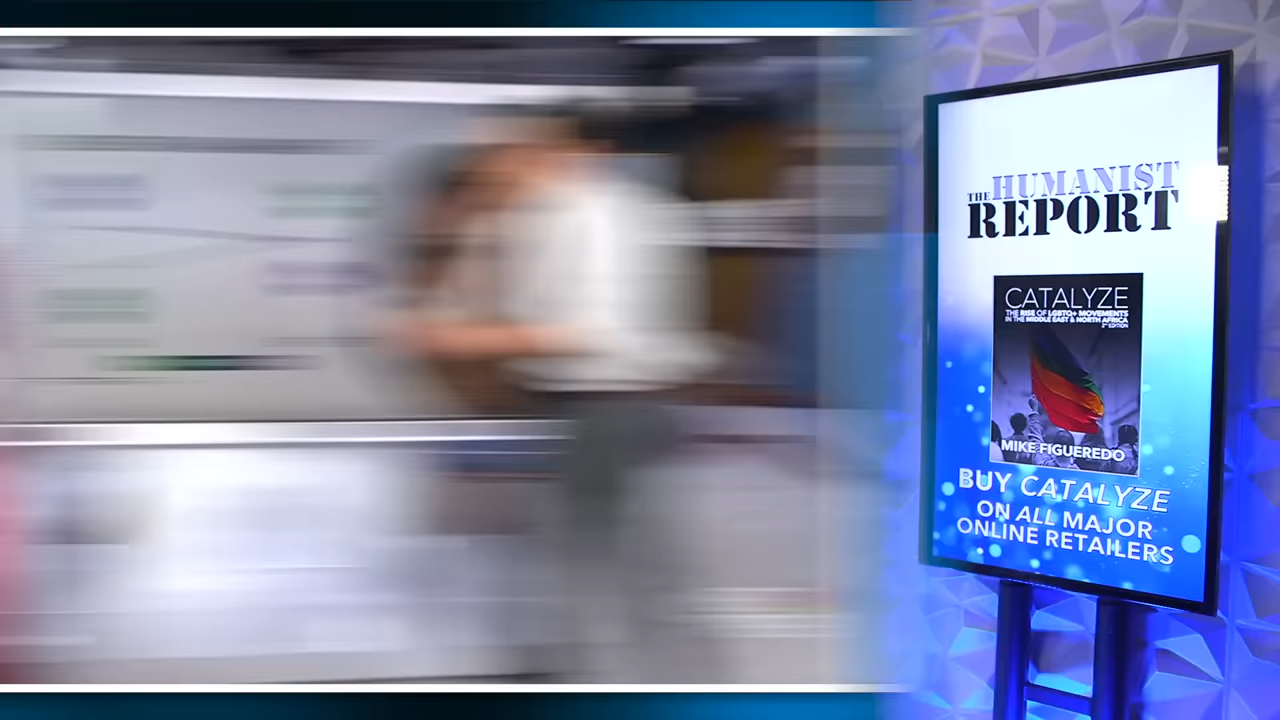 THE HUMANIST
REPORT
CATALYZE
THE RISE OF LGBTQ+ MOVEMENTS
IN THE MIDDLE EAST & NORTH AFRICA
2ND EDITION
MIKE FIGUEREDO
BUY CATALYZE
ON ALL MAJOR
ONLINE RETAILERS